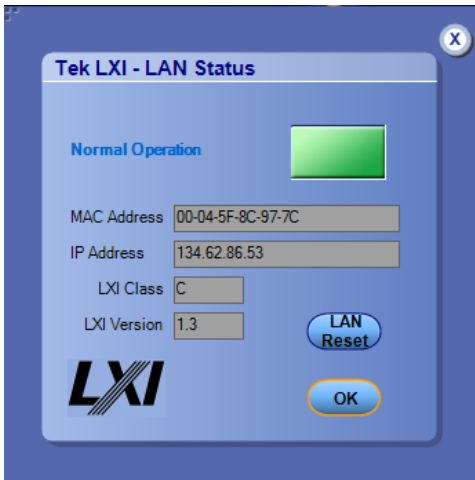 X
Tek LXI - LAN Status
Normal Operation
MAC Address 00-04-5F-8C-97-7C
IP Address 134.62.86.53
LXI Class C
LXI Version 1.3
LAN
Reset
LXI
OK